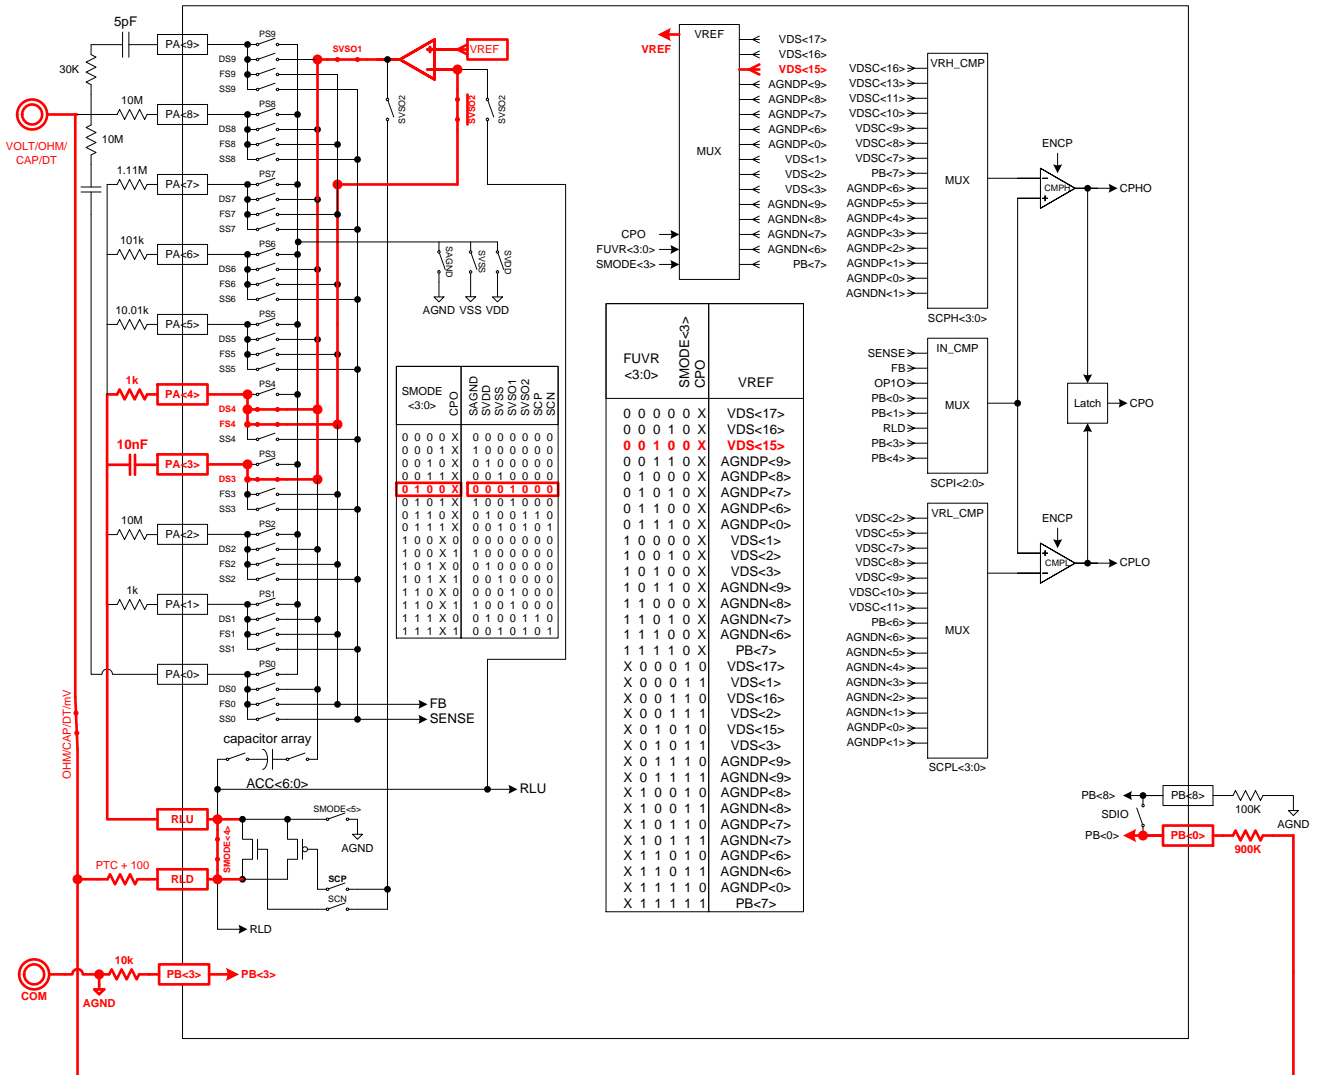 5pF
30K
10M
10M
VOLT/OHM/
CAP/DT
1.11M
101k
10.01k
1k
10nF
10M
1k
OHM/CAP/DT/mV
PTC + 100
10k
COM
AGND
PA<9>
PA<8>
PA<7>
PA<6>
PA<5>
PA<4>
PA<3>
PA<2>
PA<1>
PA<0>
RLU
RLD
PB<3>
PB<3>
PS9
DS9
FS9
SS9
PS8
DS8
FS8
SS8
PS7
DS7
FS7
SS7
PS6
DS6
FS6
SS6
PS5
DS5
FS5
SS5
PS4
DS4
FS4
SS4
PS3
DS3
FS3
SS3
PS2
DS2
FS2
SS2
PS1
DS1
FS1
SS1
PS0
DS0
FS0
SS0
FB
SENSE
capacitor array
ACC<6:0>
RLU
SMODE<5>
AGND
SMODE<4>
SCP
SCN
RLD
SVSO1
VREF
SVSO2
SVSO2
SVSO2
SAGND
SVSS
SVDD
AGND VSS VDD
SMODE
<3:0>
CPO
SAGND
SVDD
SVSS
SVSO1
SVSO2
SCP
SCN
0 0 0 0 X 0 0 0 0 0 0 0
0 0 0 1 X 1 0 0 0 0 0 0
0 0 1 0 X 0 1 0 0 0 0 0
0 0 1 1 X 0 0 1 0 0 0 0
0 1 0 0 X 0 0 0 1 0 0 0
0 1 0 1 X 1 0 0 1 0 0 0
0 1 1 0 X 0 1 0 0 1 1 0
0 1 1 1 X 0 0 1 0 1 0 1
1 0 0 X 0 0 0 0 0 0 0 0
1 0 0 X 1 1 0 0 0 0 0 0
1 0 1 X 0 0 1 0 0 0 0 0
1 0 1 X 1 0 0 1 0 0 0 0
1 1 0 X 0 0 0 0 1 0 0 0
1 1 0 X 1 1 0 0 1 0 0 0
1 1 1 X 0 0 1 0 0 1 1 0
1 1 1 X 1 0 0 1 0 1 0 1
VREF
VREF
MUX
VDS<17>
VDS<16>
VDS<15>
AGNDP<9>
AGNDP<8>
AGNDP<7>
AGNDP<6>
AGNDP<0>
VDS<1>
VDS<2>
VDS<3>
AGNDN<9>
AGNDN<8>
AGNDN<7>
AGNDN<6>
PB<7>
CPO
FUVR<3:0>
SMODE<3>
FUVR
<3:0>
SMODE<3>
CPO
VREF
0 0 0 0 0 X VDS<17>
0 0 0 1 0 X VDS<16>
0 0 1 0 0 X VDS<15>
0 0 1 1 0 X AGNDP<9>
0 1 0 0 0 X AGNDP<8>
0 1 0 1 0 X AGNDP<7>
0 1 1 0 0 X AGNDP<6>
0 1 1 1 0 X AGNDP<0>
1 0 0 0 0 X VDS<1>
1 0 0 1 0 X VDS<2>
1 0 1 0 0 X VDS<3>
1 0 1 1 0 X AGNDN<9>
1 1 0 0 0 X AGNDN<8>
1 1 0 1 0 X AGNDN<7>
1 1 1 0 0 X AGNDN<6>
1 1 1 1 0 X PB<7>
X 0 0 0 1 0 VDS<17>
X 0 0 0 1 1 VDS<1>
X 0 0 1 1 0 VDS<16>
X 0 0 1 1 1 VDS<2>
X 0 1 0 1 0 VDS<15>
X 0 1 0 1 1 VDS<3>
X 0 1 1 1 0 AGNDP<9>
X 0 1 1 1 1 AGNDN<9>
X 1 0 0 1 0 AGNDP<8>
X 1 0 0 1 1 AGNDN<8>
X 1 0 1 1 0 AGNDP<7>
X 1 0 1 1 1 AGNDN<7>
X 1 1 0 1 0 AGNDP<6>
X 1 1 0 1 1 AGNDN<6>
X 1 1 1 1 0 AGNDP<0>
X 1 1 1 1 1 PB<7>
VRH_CMP
MUX
VDSC<16>
VDSC<13>
VDSC<11>
VDSC<10>
VDSC<9>
VDSC<8>
VDSC<7>
PB<7>
AGNDP<6>
AGNDP<5>
AGNDP<4>
AGNDP<3>
AGNDP<2>
AGNDP<1>
AGNDP<0>
AGNDN<1>
SCPH<3:0>
IN_CMP
MUX
SENSE
FB
OP1O
PB<0>
PB<1>
RLD
PB<3>
PB<4>
SCPI<2:0>
VRL_CMP
MUX
VDSC<2>
VDSC<5>
VDSC<7>
VDSC<8>
VDSC<9>
VDSC<10>
VDSC<11>
PB<6>
AGNDN<6>
AGNDN<5>
AGNDN<4>
AGNDN<3>
AGNDN<2>
AGNDN<1>
AGNDP<0>
AGNDP<1>
SCPL<3:0>
ENCP
CMPH
CPHO
Latch
CPO
ENCP
CMPL
CPLO
PB<8>
PB<8>
100K
AGND
SDIO
PB<0>
PB<0>
900K